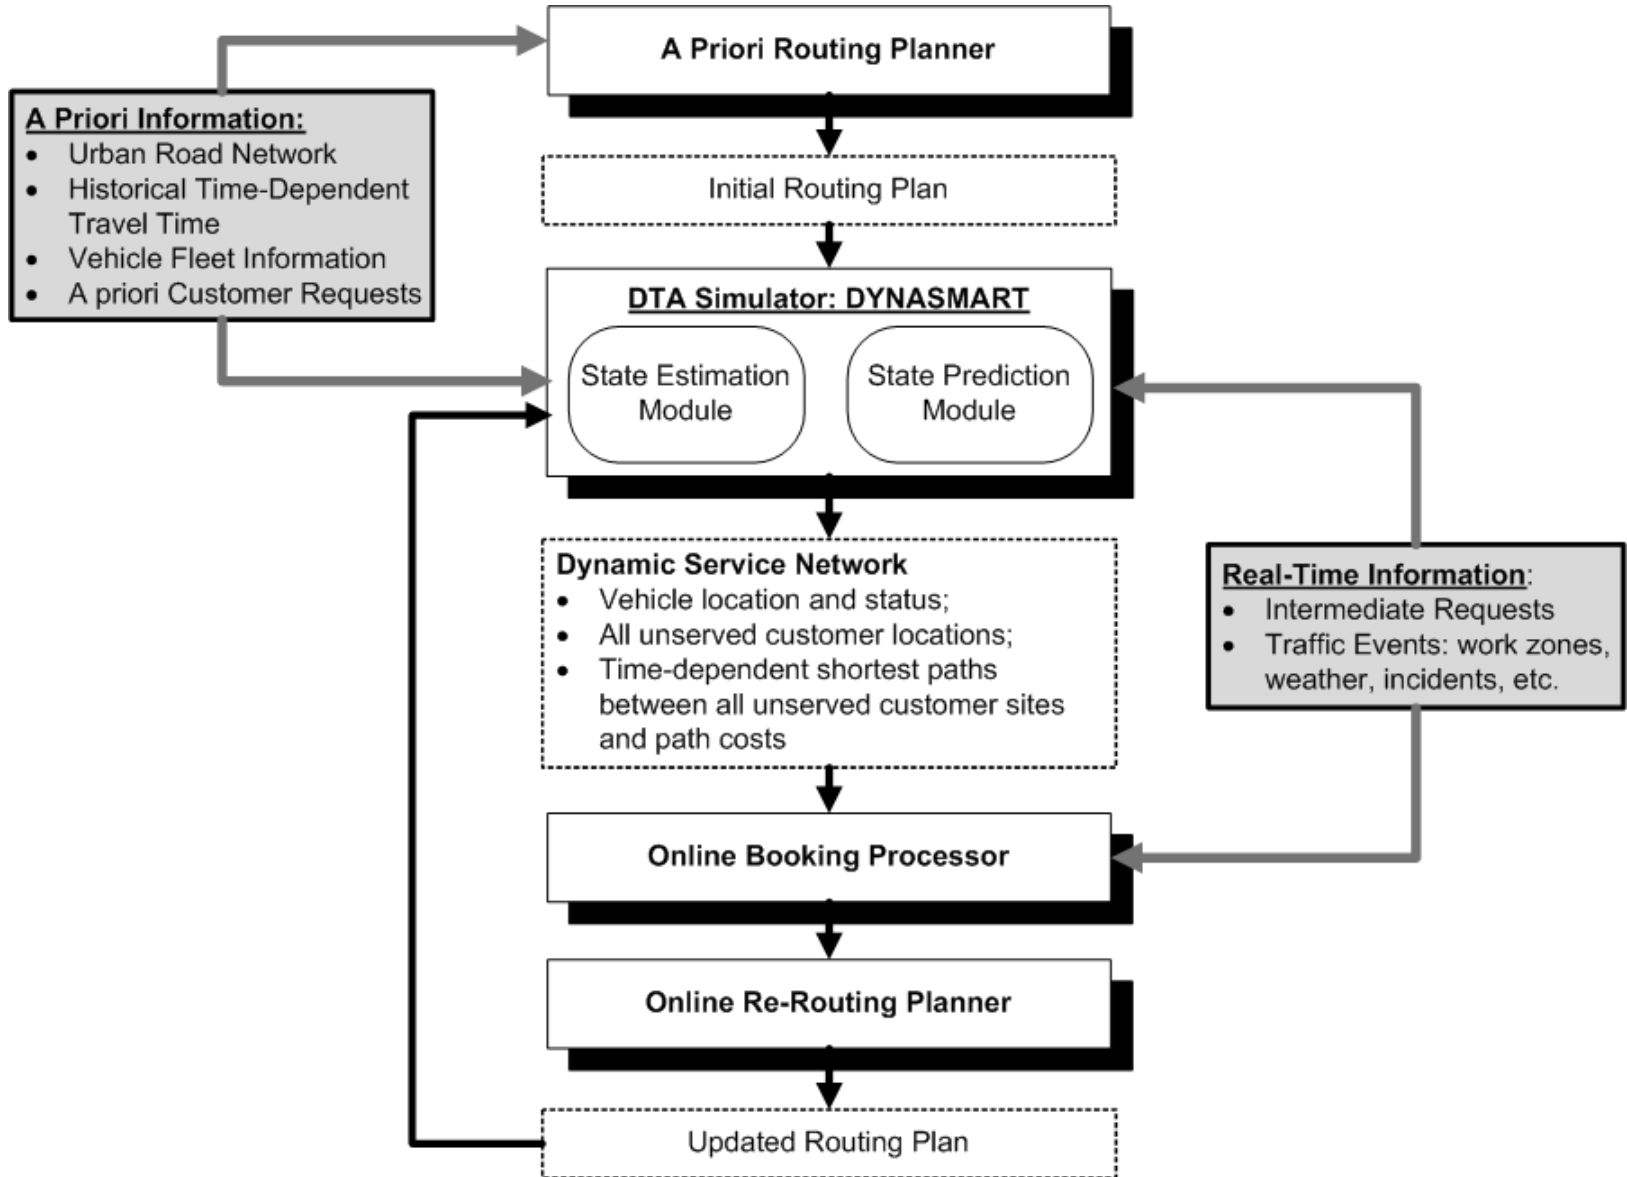 A Priori Routing Planner
A Priori Information:
• Urban Road Network
• Historical Time-Dependent
Travel Time
• Vehicle Fleet Information
• A priori Customer Requests
Initial Routing Plan
DTA Simulator: DYNASMART
State Estimation
Module
State Prediction
Module
Dynamic Service Network
• Vehicle location and status;
• All unserved customer locations;
• Time-dependent shortest paths
between all unserved customer sites
and path costs
Real-Time Information:
• Intermediate Requests
• Traffic Events: work zones,
weather, incidents, etc.
Online Booking Processor
Online Re-Routing Planner
Updated Routing Plan